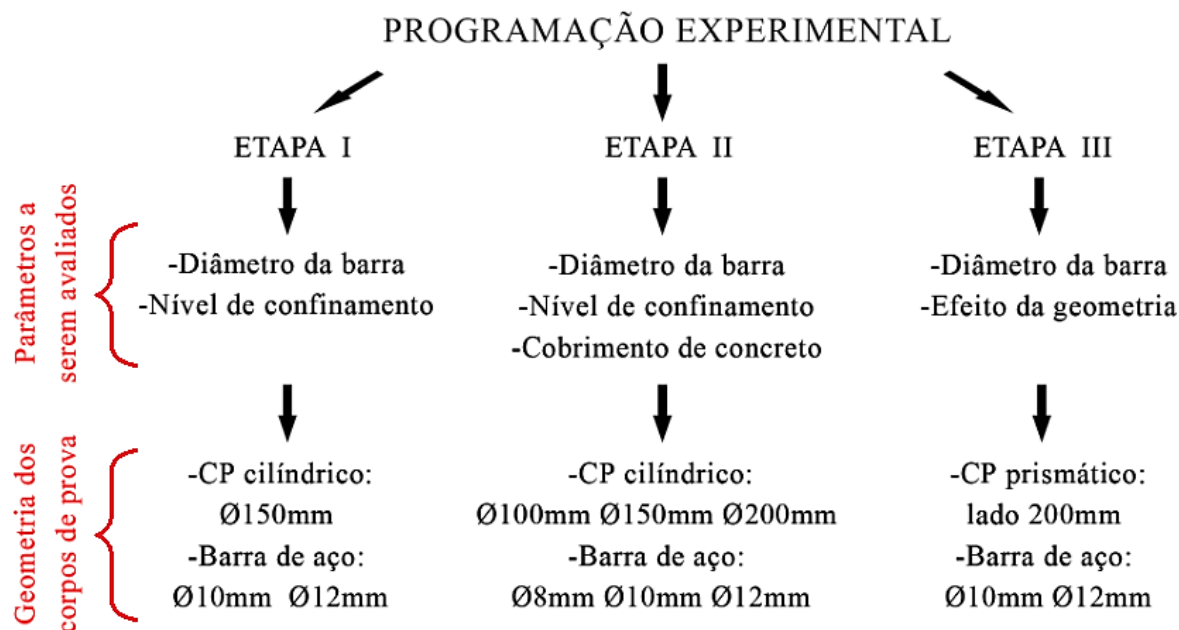 PROGRAMAÇÃO EXPERIMENTAL
ETAPA I
ETAPA II
ETAPA III
Parâmetros a
serem avaliados
-Diâmetro da barra
-Nível de confinamento
-Diâmetro da barra
-Nível de confinamento
-Cobrimento de concreto
-Diâmetro da barra
-Efeito da geometria
Geometria dos
corpos de prova
-CP cilíndrico:
Ø150mm
-Barra de aço:
Ø10mm Ø12mm
-CP cilíndrico:
Ø100mm Ø150mm Ø200mm
-Barra de aço:
Ø8mm Ø10mm Ø12mm
-CP prismático:
lado 200mm
-Barra de aço:
Ø10mm Ø12mm